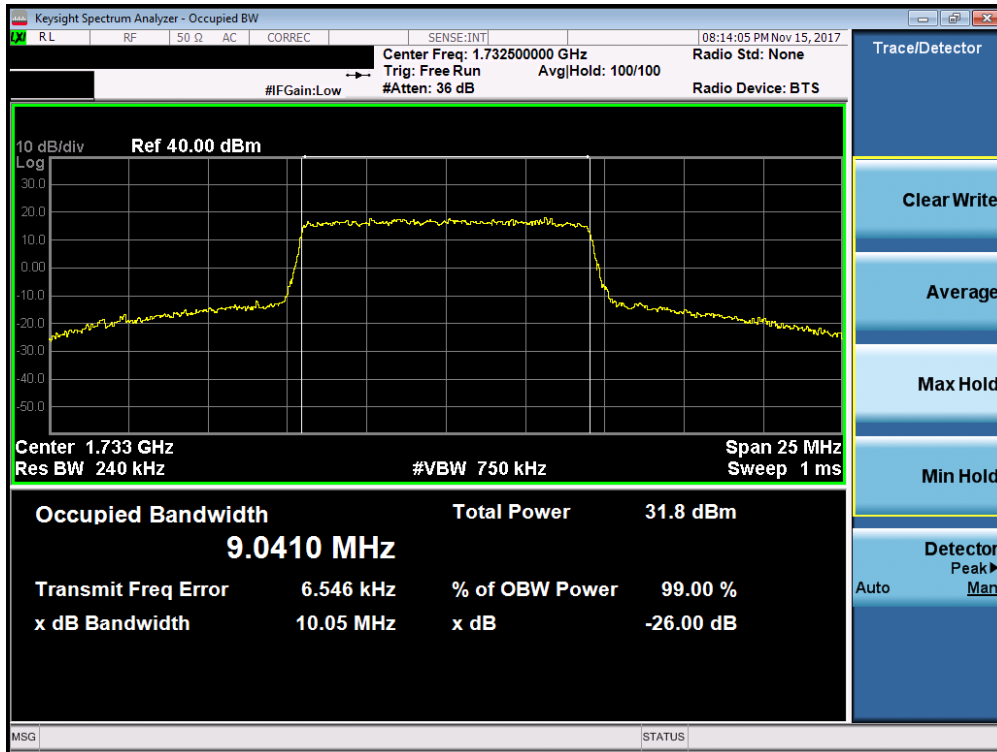 Keysight Spectrum Analyzer - Occupied BW
LXI RL RF 50 Ω AC CORREC SENSE:INT 08:14:05 PM Nov 15, 2017
Center Freq: 1.732500000 GHz Radio Std: None
Trig: Free Run Avg|Hold: 100/100
#IFGain:Low #Atten: 36 dB Radio Device: BTS
10 dB/div Ref 40.00 dBm
Log
30.0
20.0
10.0
0.00
-10.0
-20.0
-30.0
-40.0
-50.0
Center 1.733 GHz Span 25 MHz
Res BW 240 kHz #VBW 750 kHz Sweep 1 ms
Occupied Bandwidth Total Power 31.8 dBm
9.0410 MHz
Transmit Freq Error 6.546 kHz % of OBW Power 99.00 %
x dB Bandwidth 10.05 MHz x dB -26.00 dB
MSG STATUS
Trace/Detector
Clear Write
Average
Max Hold
Min Hold
Detector
Peak
Auto Man